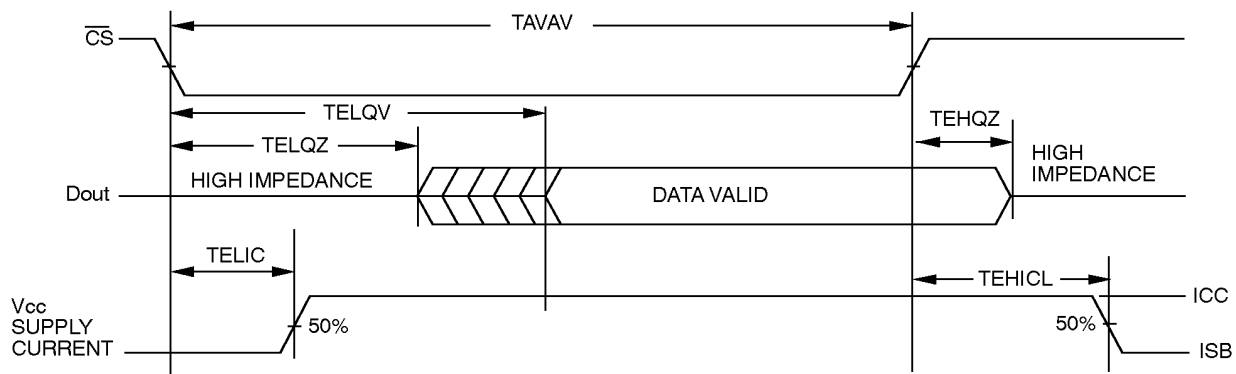 TAVAV
CS
TELQV
TEHQZ
TELQZ
HIGH
IMPEDANCE
HIGH IMPEDANCE
Dout
DATA VALID
TELIC
TEHICL
Vcc
SUPPLY
CURRENT
50%
50%
ICC
ISB